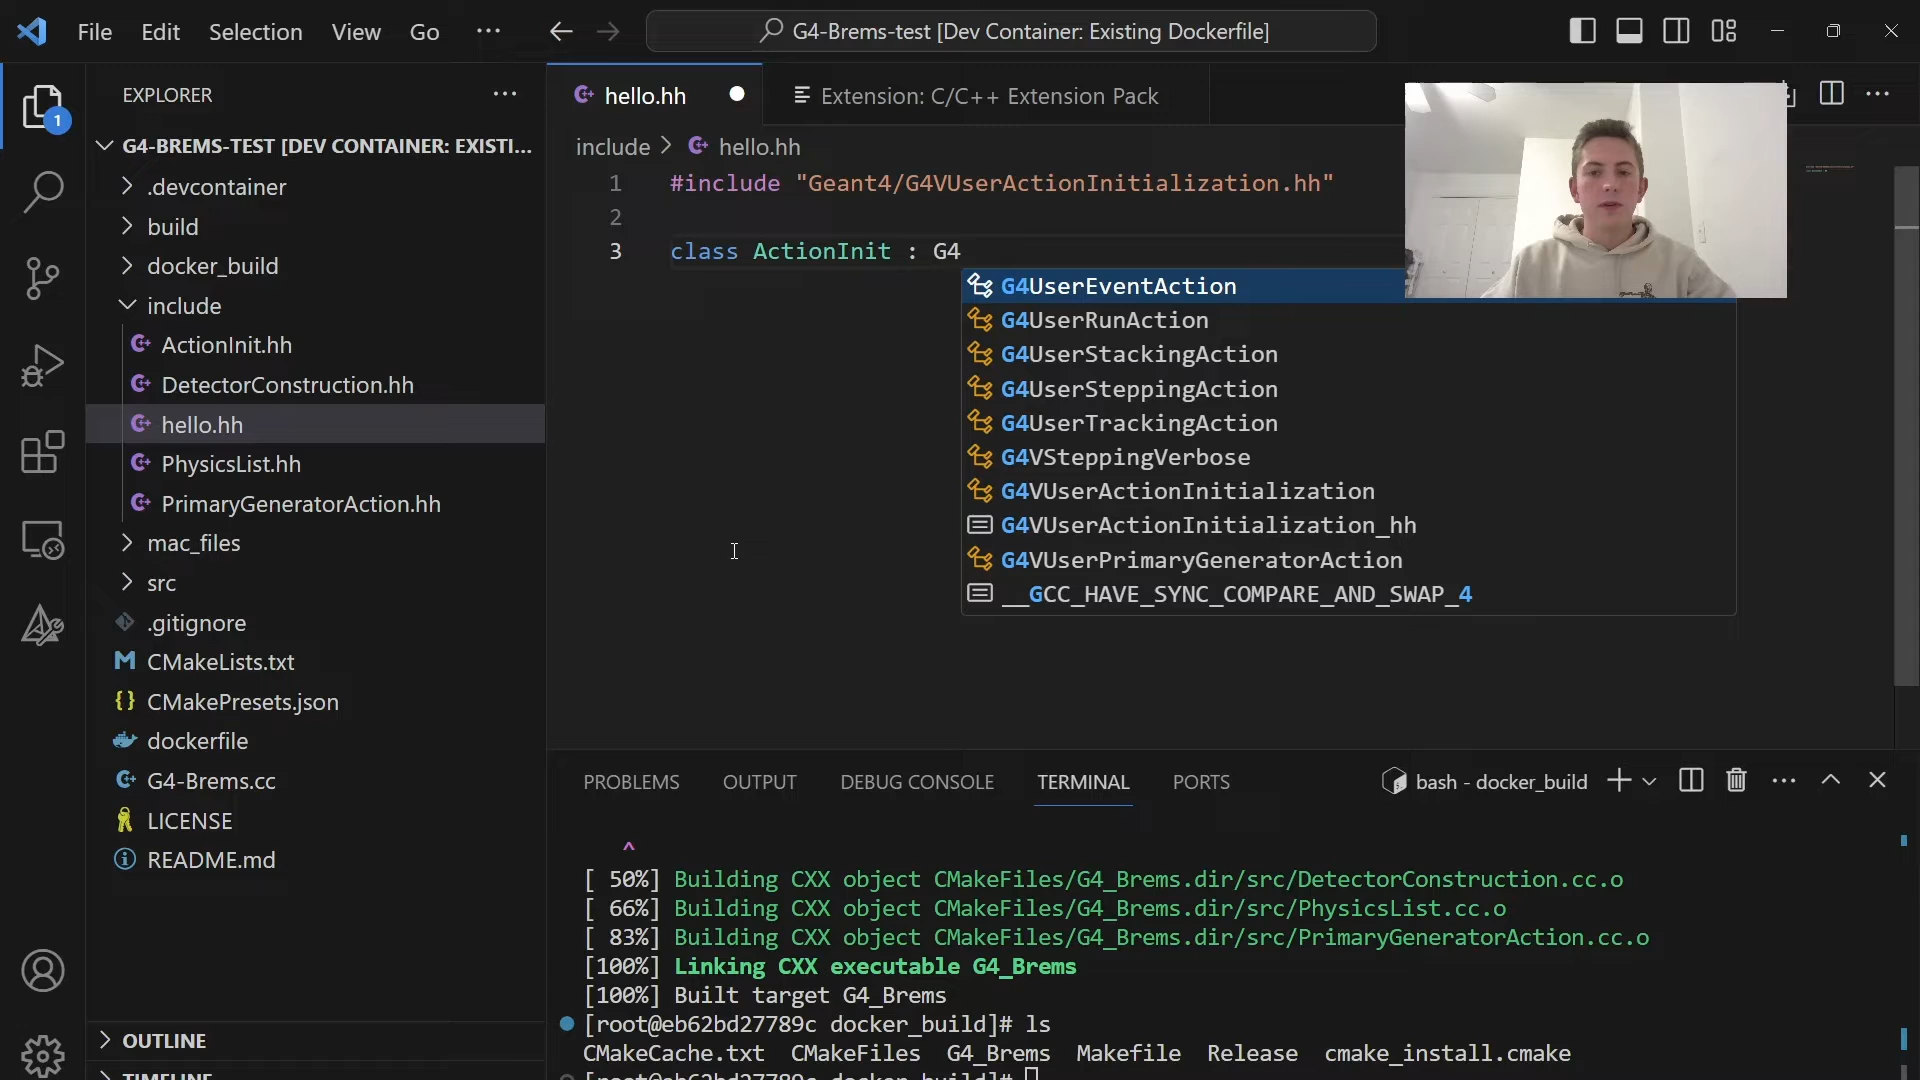 File Edit Selection View Go ···
G4-Brems-test [Dev Container: Existing Dockerfile]
EXPLORER
1
G4-BREMS-TEST [DEV CONTAINER: EXISTI...
.devcontainer
build
docker_build
include
ActionInit.hh
DetectorConstruction.hh
hello.hh
PhysicsList.hh
PrimaryGeneratorAction.hh
mac_files
src
.gitignore
CMakeLists.txt
CMakePresets.json
dockerfile
G4-Brems.cc
LICENSE
README.md
OUTLINE
TIMELINE
hello.hh
Extension: C/C++ Extension Pack
include > hello.hh
1 #include "Geant4/G4VUserActionInitialization.hh"
2
3 class ActionInit : G4
G4UserEventAction
G4UserRunAction
G4UserStackingAction
G4UserSteppingAction
G4UserTrackingAction
G4VSteppingVerbose
G4VUserActionInitialization
G4VUserActionInitialization_hh
G4VUserPrimaryGeneratorAction
__GCC_HAVE_SYNC_COMPARE_AND_SWAP_4
PROBLEMS OUTPUT DEBUG CONSOLE TERMINAL PORTS
bash - docker_build
^
[ 50%] Building CXX object CMakeFiles/G4_Brems.dir/src/DetectorConstruction.cc.o
[ 66%] Building CXX object CMakeFiles/G4_Brems.dir/src/PhysicsList.cc.o
[ 83%] Building CXX object CMakeFiles/G4_Brems.dir/src/PrimaryGeneratorAction.cc.o
[100%] Linking CXX executable G4_Brems
[100%] Built target G4_Brems
[root@eb62bd27789c docker_build]# ls
CMakeCache.txt CMakeFiles G4_Brems Makefile Release cmake_install.cmake
[root@eb62bd27789c docker_build]#